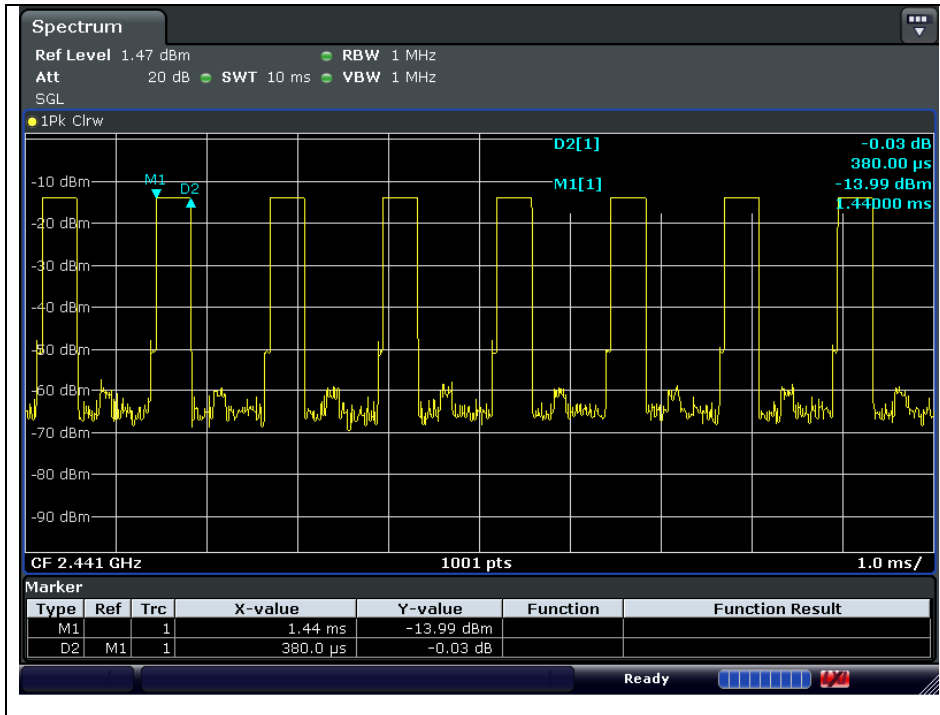 Spectrum
Ref Level 1.47 dBm RBW 1 MHz
Att 20 dB SWT 10 ms VBW 1 MHz
SGL
1Pk Clrw
D2[1] -0.03 dB
380.00 µs
M1[1] -13.99 dBm
1.44000 ms
M1
D2
-10 dBm
-20 dBm
-30 dBm
-40 dBm
-50 dBm
-60 dBm
-70 dBm
-80 dBm
-90 dBm
CF 2.441 GHz 1001 pts 1.0 ms/
Marker
Type Ref Trc X-value Y-value Function Function Result
M1 1 1.44 ms -13.99 dBm
D2 M1 1 380.0 µs -0.03 dB
Ready